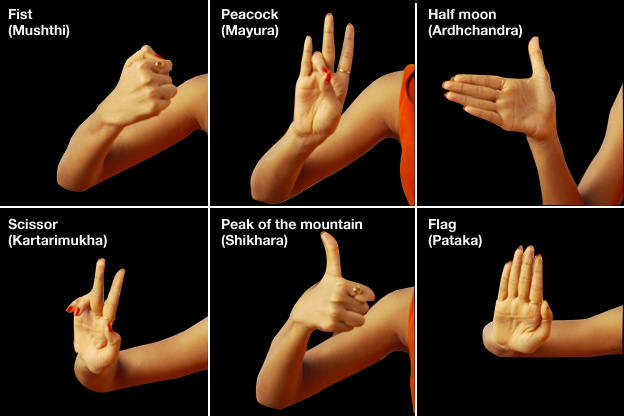 Fist
(Mushthi)
Peacock
(Mayura)
Half moon
(Ardhchandra)
Scissor
(Kartarimukha)
Peak of the mountain
(Shikhara)
Flag
(Pataka)